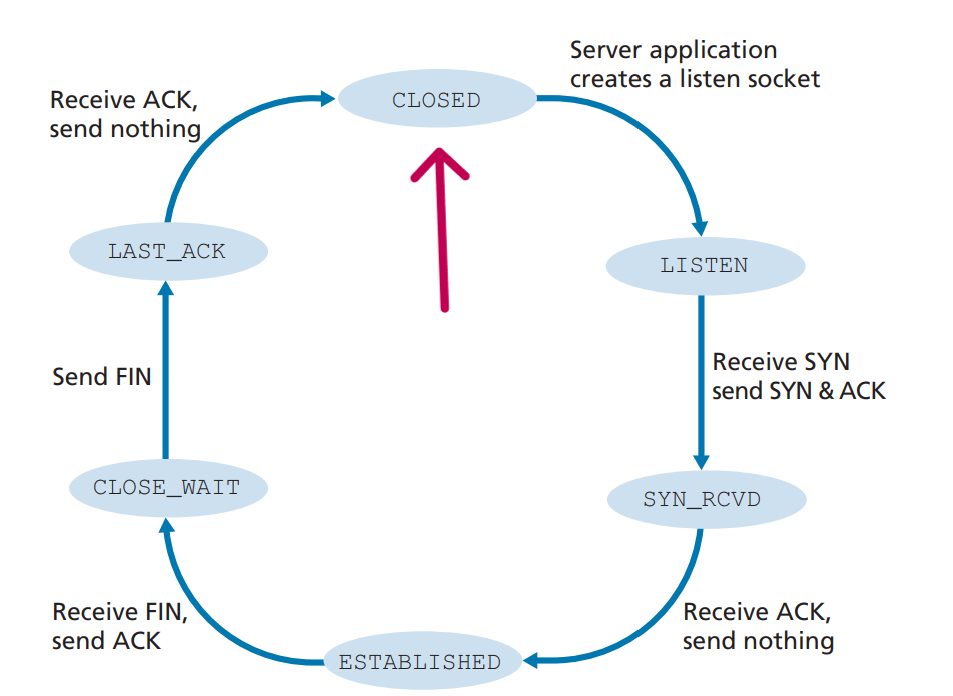 Server application
creates a listen socket
Receive ACK,
send nothing
CLOSED
LAST_ACK
LISTEN
Receive SYN
send SYN & ACK
Send FIN
CLOSE_WAIT
SYN_RCVD
Receive FIN,
send ACK
Receive ACK,
send nothing
ESTABLISHED